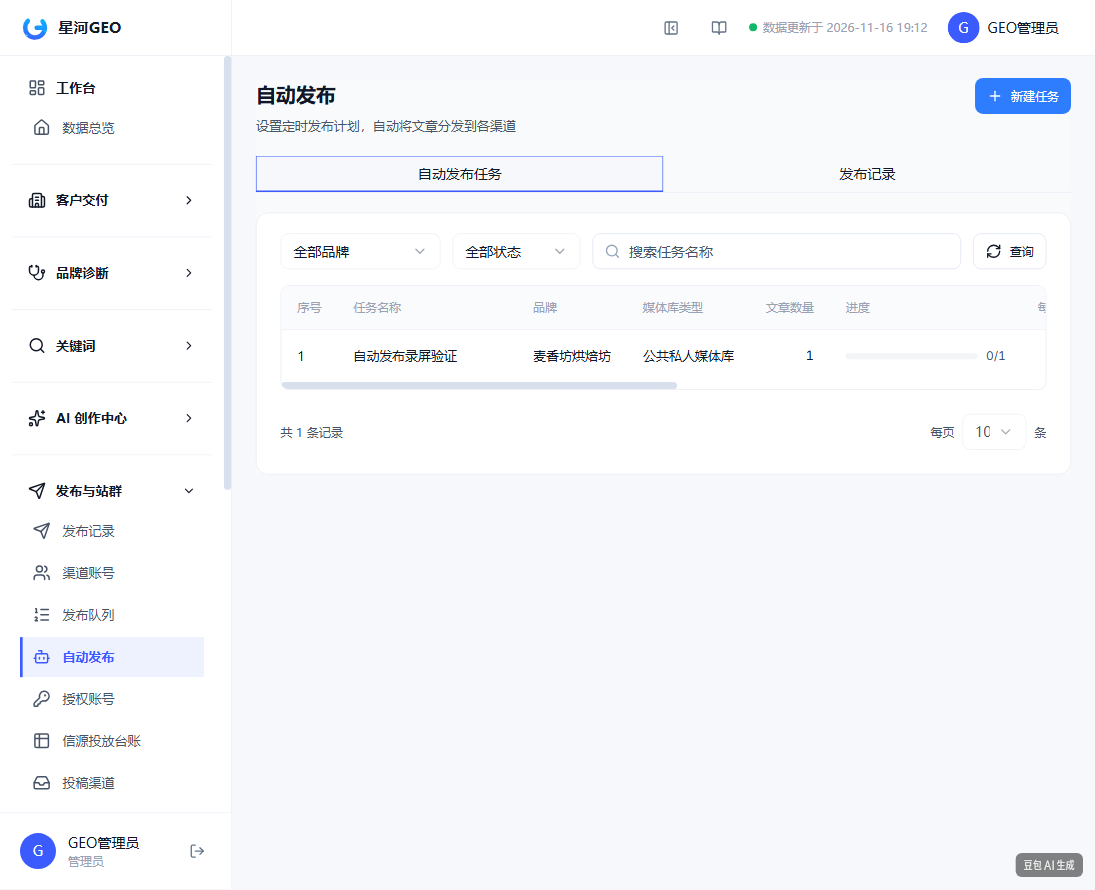 星河GEO
数据更新于 2026-11-16 19:12
G
GEO管理员
工作台
数据总览
客户交付
品牌诊断
关键词
AI 创作中心
发布与站群
发布记录
渠道账号
发布队列
自动发布
授权账号
信源投放台账
投稿渠道
G
GEO管理员
管理员
自动发布
设置定时发布计划，自动将文章分发到各渠道
新建任务
自动发布任务
发布记录
全部品牌
全部状态
搜索任务名称
查询
序号 任务名称 品牌 媒体库类型 文章数量 进度
1 自动发布录屏验证 麦香坊烘焙坊 公共私人媒体库 1 0/1
共 1 条记录
每页 10 条
豆包 AI 生成